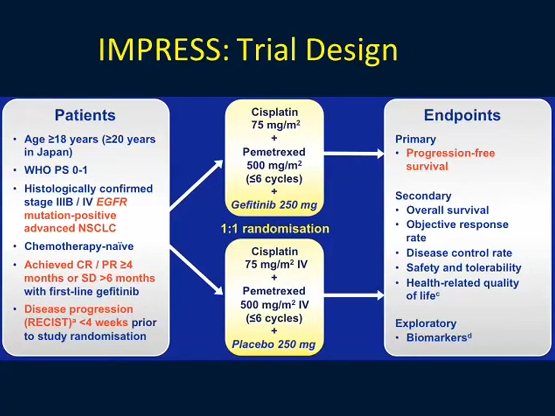 IMPRESS: Trial Design
Patients
• Age ≥18 years (≥20 years
in Japan)
• WHO PS 0-1
• Histologically confirmed
stage IIIB / IV EGFR
mutation-positive
advanced NSCLC
• Chemotherapy-naïve
• Achieved CR / PR ≥4
months or SD >6 months
with first-line gefitinib
• Disease progression
(RECIST)ᵃ <4 weeks prior
to study randomisation
Cisplatin
75 mg/m²
+
Pemetrexed
500 mg/m²
(≤6 cycles)
+
Gefitinib 250 mg
1:1 randomisation
Cisplatin
75 mg/m² IV
+
Pemetrexed
500 mg/m² IV
(≤6 cycles)
+
Placebo 250 mg
Endpoints
Primary
• Progression-free
survival
Secondary
• Overall survival
• Objective response
rate
• Disease control rate
• Safety and tolerability
• Health-related quality
of lifeᶜ
Exploratory
• Biomarkersᵈ